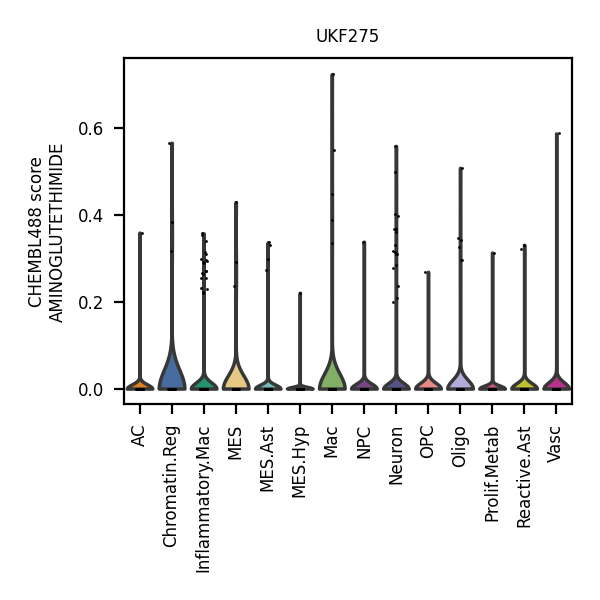 UKF275
CHEMBL488 score
AMINOGLUTETHIMIDE
0.6
0.4
0.2
0.0
AC
Chromatin.Reg
Inflammatory.Mac
MES
MES.Ast
MES.Hyp
Mac
NPC
Neuron
OPC
Oligo
Prolif.Metab
Reactive.Ast
Vasc